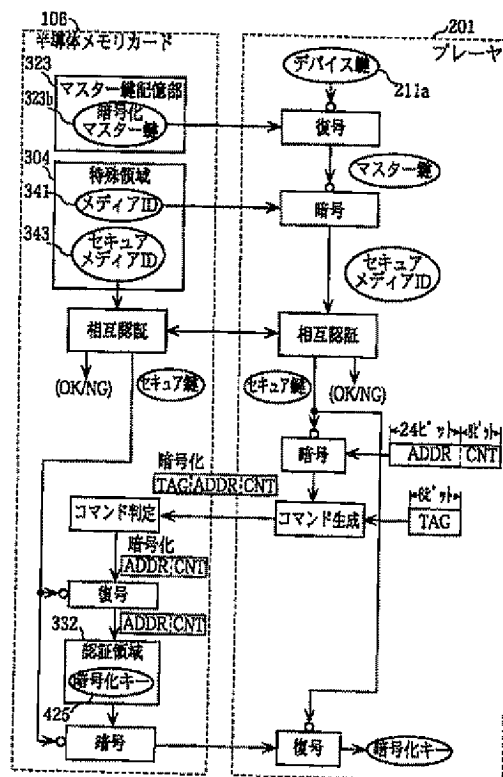 106
半導体メモリカード
323
マスター鍵記憶部
323b
暗号化
マスター鍵
304
特殊領域
341
メディアID
343
セキュア
メディアID
相互認証
(OK/NG)
セキュア鍵
暗号化
TAG ADDR CNT
コマンド判定
暗号化
ADDR CNT
復号
ADDR CNT
332
認証領域
暗号化キー
425
暗号
201
プレーヤ
デバイス鍵
211a
復号
マスター鍵
暗号
セキュア
メディアID
相互認証
(OK/NG)
セキュア鍵
24ビット 8ビット
暗号
ADDR CNT
6ビット
コマンド生成
TAG
復号
暗号化キー